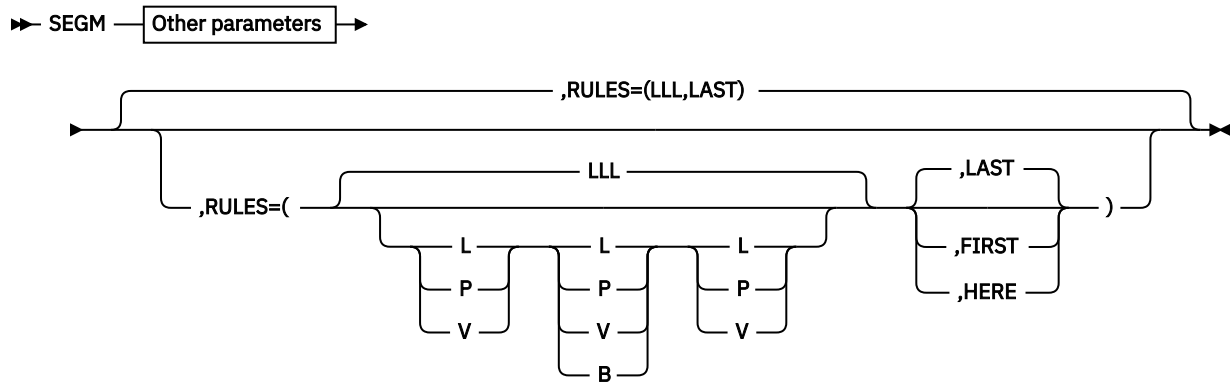 SEGM Other parameters
,RULES=(LLL,LAST)
LLL ,LAST
,RULES=( )
L L L ,FIRST
P P P ,HERE
V V V
B